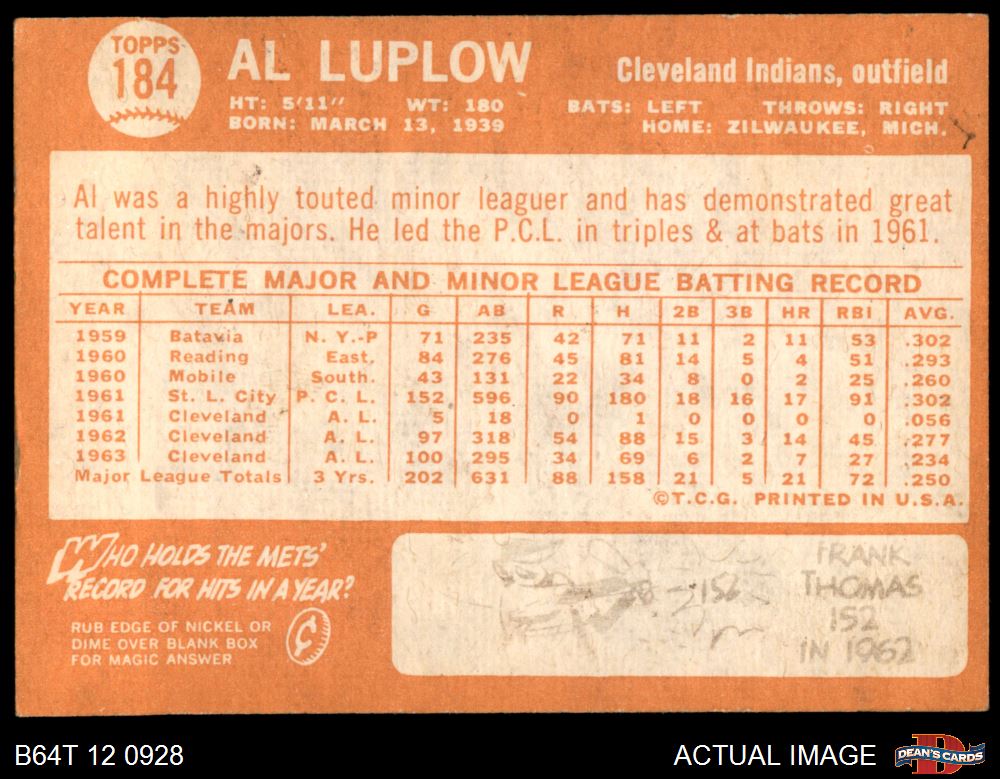 TOPPS
184
AL LUPLOW
Cleveland Indians, outfield
HT: 5'11" WT: 180 BATS: LEFT THROWS: RIGHT
BORN: MARCH 13, 1939 HOME: ZILWAUKEE, MICH.
Al was a highly touted minor leaguer and has demonstrated great
talent in the majors. He led the P.C.L. in triples & at bats in 1961.
COMPLETE MAJOR AND MINOR LEAGUE BATTING RECORD
YEAR TEAM LEA. G AB R H 2B 3B HR RBI AVG.
1959 Batavia N. Y.-P 71 235 42 71 11 2 11 53 .302
1960 Reading East. 84 276 45 81 14 5 4 51 .293
1960 Mobile South. 43 131 22 34 8 0 2 25 .260
1961 St. L. City P. C. L. 152 596 90 180 18 16 17 91 .302
1961 Cleveland A. L. 5 18 0 1 0 0 0 0 .056
1962 Cleveland A. L. 97 318 54 88 15 3 14 45 .277
1963 Cleveland A. L. 100 295 34 69 6 2 7 27 .234
Major League Totals 3 Yrs. 202 631 88 158 21 5 21 72 .250
©T.C.G. PRINTED IN U.S.A.
WHO HOLDS THE METS'
RECORD FOR HITS IN A YEAR?
RUB EDGE OF NICKEL OR
DIME OVER BLANK BOX
FOR MAGIC ANSWER
¢
156
FRANK
THOMAS
152
IN 1962
B64T 12 0928
ACTUAL IMAGE
DEAN'S CARDS